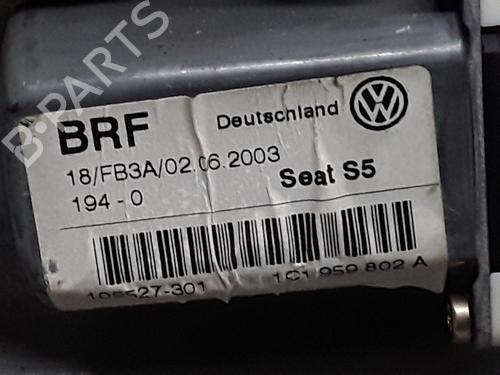 B-PARTS
BRF
Deutschland
18/FB3A/02.06.2003
Seat S5
194-0
1C1 959 802 A